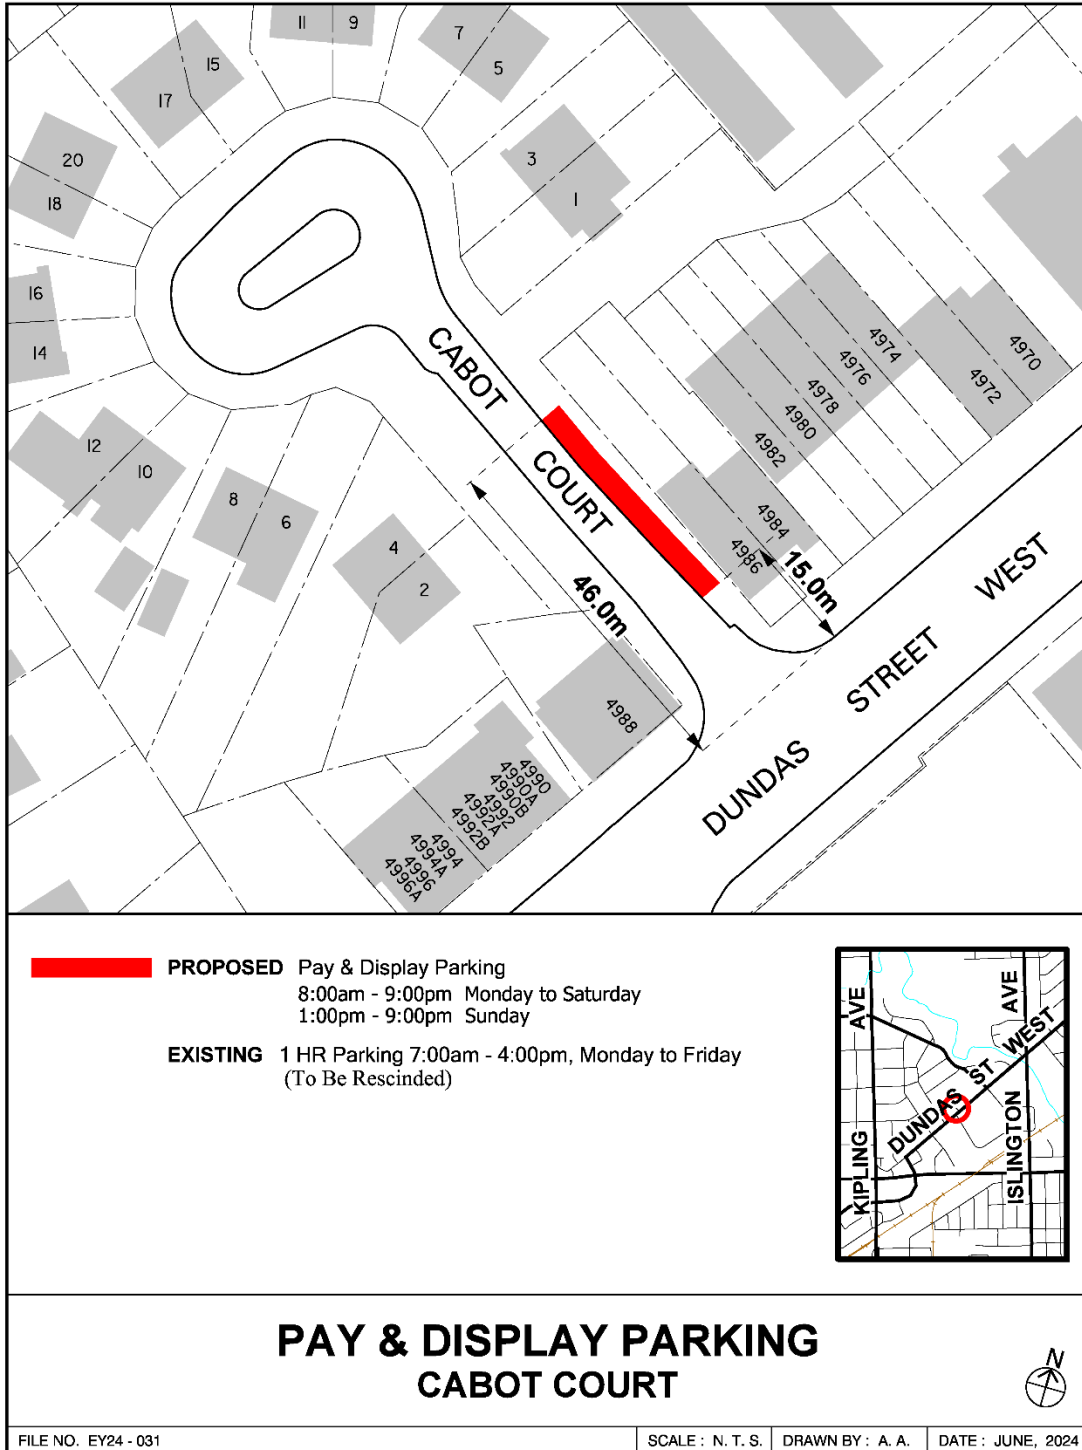 11 9
7
5
15
17
20
18
3
1
16
14
12
10
8
6
4
2
CABOT
COURT
4970
4972
4974
4976
4978
4980
4982
4984
4986
15.0m
46.0m
WEST
STREET
DUNDAS
4988
4990
4990A
4990B
4992
4992A
4992B
4994
4994A
4996
4996A
PROPOSED Pay & Display Parking
8:00am - 9:00pm Monday to Saturday
1:00pm - 9:00pm Sunday
EXISTING 1 HR Parking 7:00am - 4:00pm, Monday to Friday
(To Be Rescinded)
AVE
AVE
DUNDAS ST WEST
KIPLING
ISLINGTON
PAY & DISPLAY PARKING
CABOT COURT
N
FILE NO. EY24 - 031 SCALE : N. T. S. DRAWN BY : A. A. DATE : JUNE, 2024